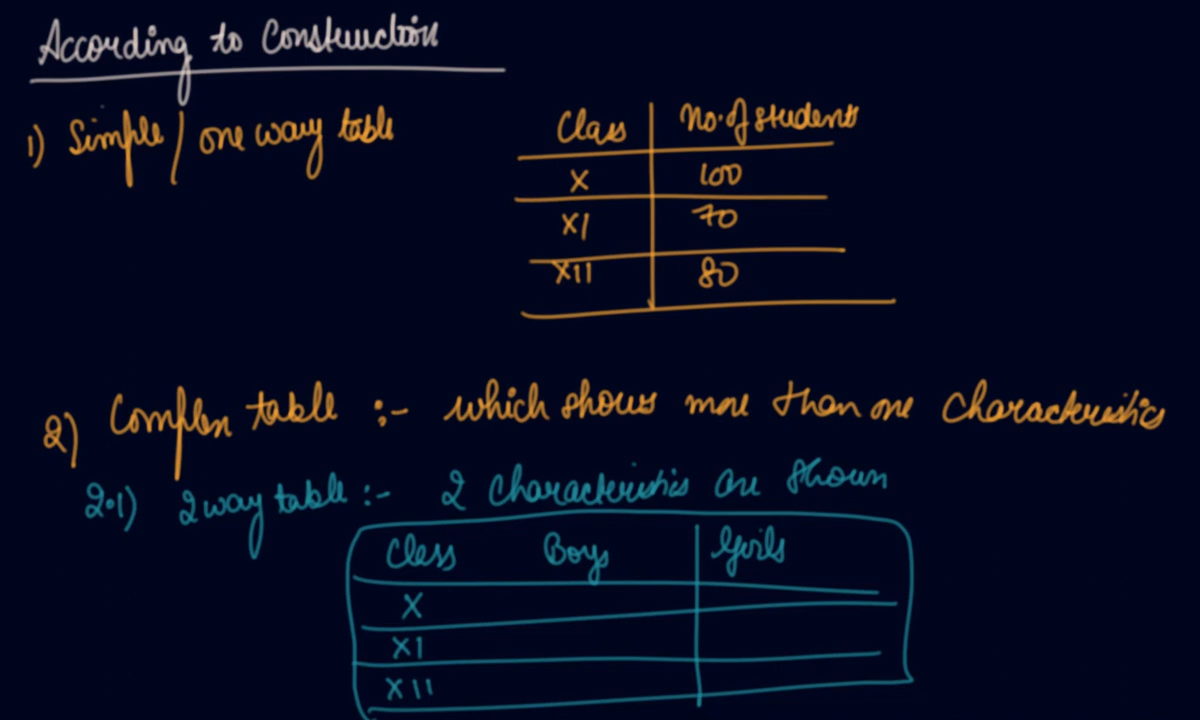 According to Construction
1) Simple / one way table
Class No. of students
X 100
XI 70
XII 80
2) Complex table :- which shows more than one characteristics
2.1) 2 way table :- 2 characteristics are shown
Class Boys Girls
X
XI
XII